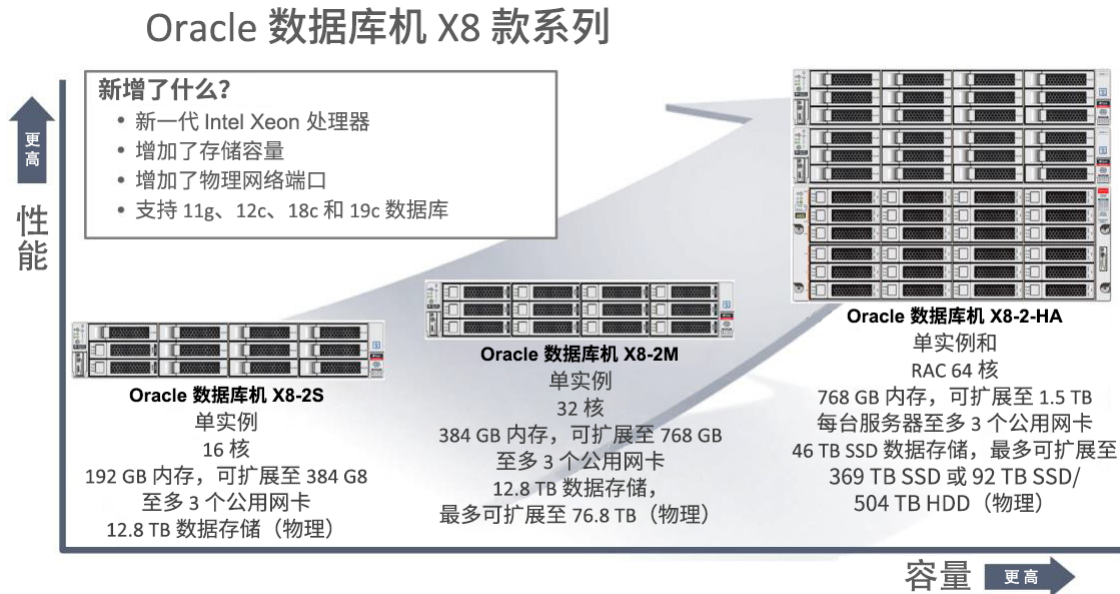 Oracle 数据库机 X8 款系列
新增了什么？
• 新一代 Intel Xeon 处理器
• 增加了存储容量
• 增加了物理网络端口
• 支持 11g、12c、18c 和 19c 数据库
更高
性能
Oracle 数据库机 X8-2S
单实例
16 核
192 GB 内存，可扩展至 384 G8
至多 3 个公用网卡
12.8 TB 数据存储（物理）
Oracle 数据库机 X8-2M
单实例
32 核
384 GB 内存，可扩展至 768 GB
至多 3 个公用网卡
12.8 TB 数据存储，
最多可扩展至 76.8 TB（物理）
Oracle 数据库机 X8-2-HA
单实例和
RAC 64 核
768 GB 内存，可扩展至 1.5 TB
每台服务器至多 3 个公用网卡
46 TB SSD 数据存储，最多可扩展至
369 TB SSD 或 92 TB SSD/
504 TB HDD（物理）
容量 更高